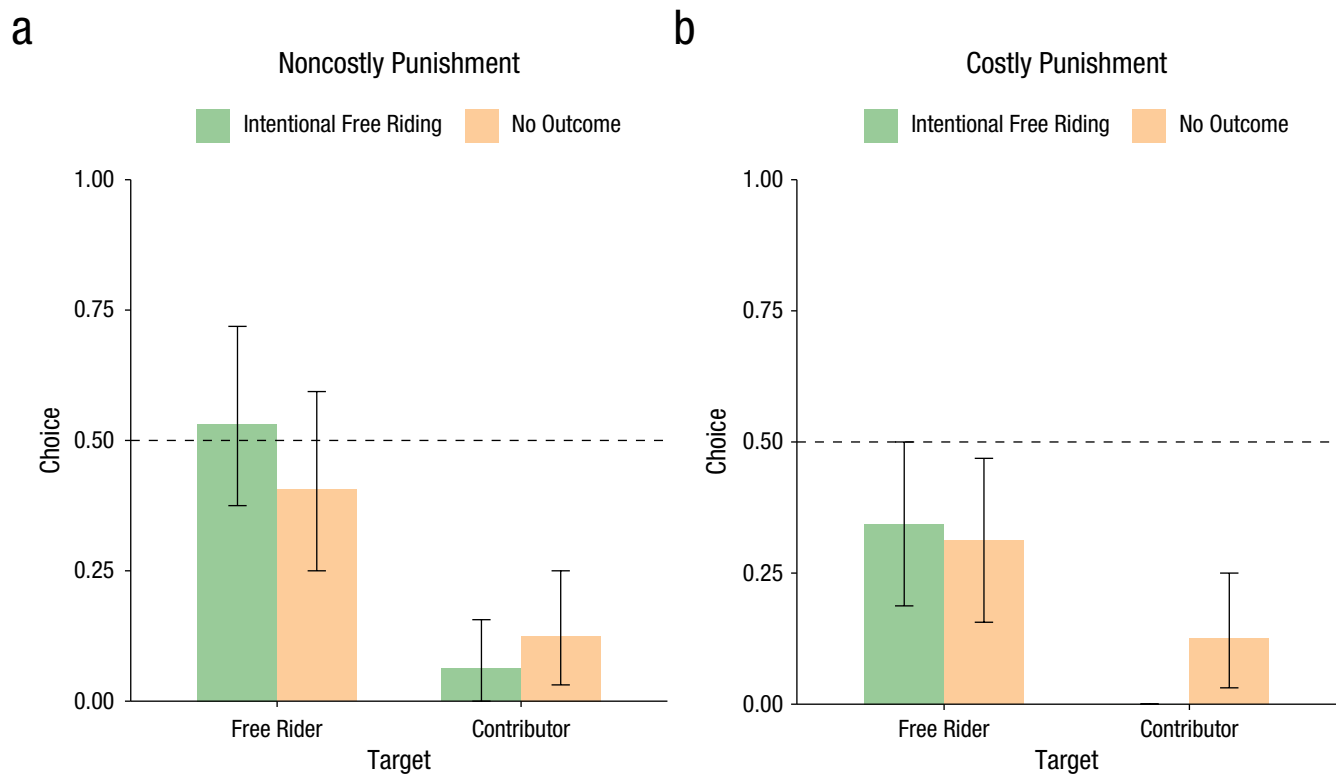 a
Noncostly Punishment
Intentional Free Riding No Outcome
1.00
0.75
0.50
0.25
0.00
Choice
Free Rider Contributor
Target
b
Costly Punishment
Intentional Free Riding No Outcome
1.00
0.75
0.50
0.25
0.00
Choice
Free Rider Contributor
Target